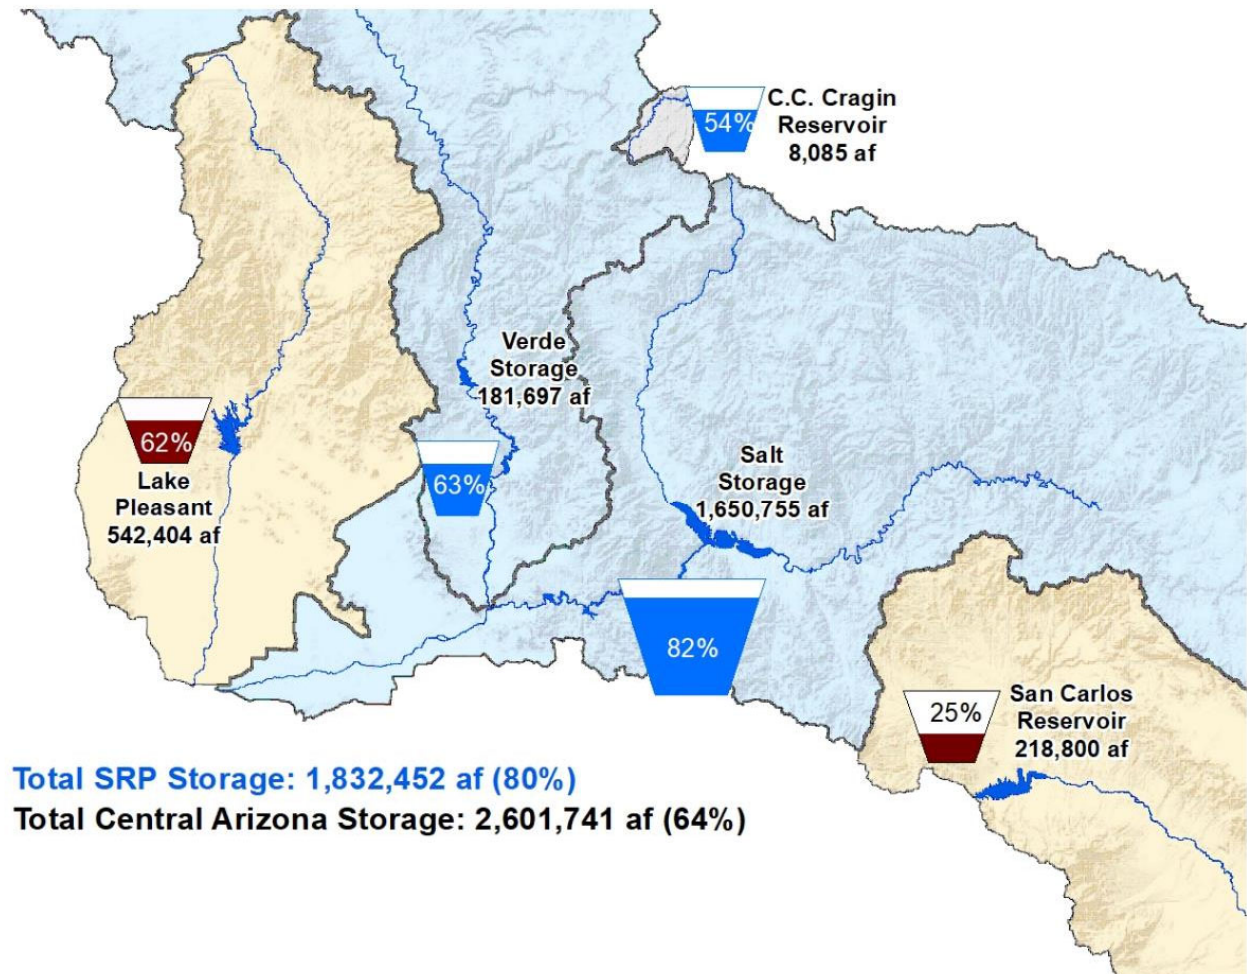 54%
C.C. Cragin
Reservoir
8,085 af
Verde
Storage
181,697 af
62%
Lake
Pleasant
542,404 af
63%
Salt
Storage
1,650,755 af
82%
25%
San Carlos
Reservoir
218,800 af
Total SRP Storage: 1,832,452 af (80%)
Total Central Arizona Storage: 2,601,741 af (64%)